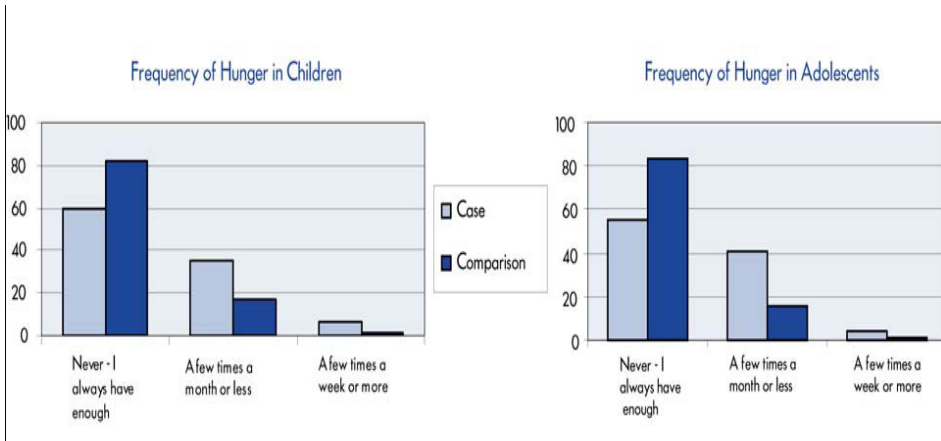 Frequency of Hunger in Children
100
80
60
40
20
0
Never - I
always have
enough
A few times a
month or less
A few times a
week or more
Case
Comparison
Frequency of Hunger in Adolescents
100
80
60
40
20
0
Never - I
always have
enough
A few times a
month or less
A few times a
week or more